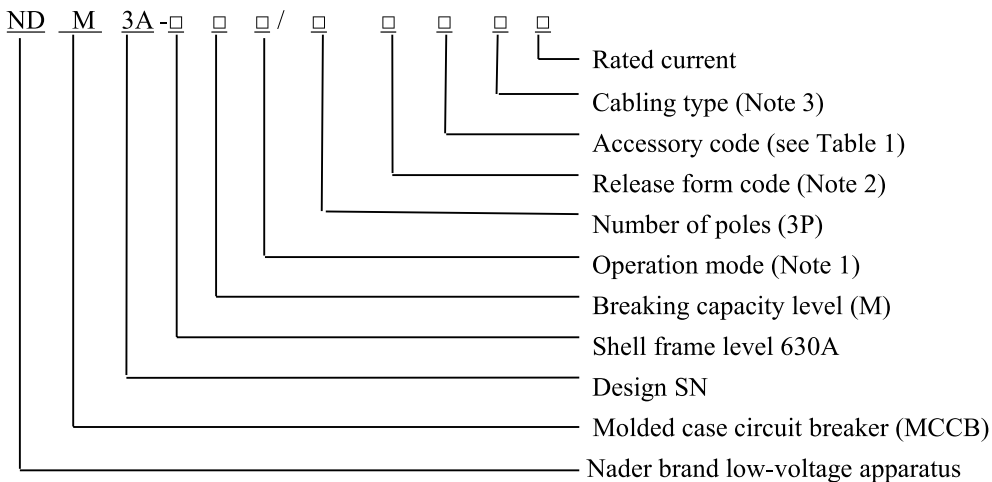 ND M 3A-□ □ □ / □ □ □ □ □
Rated current
Cabling type (Note 3)
Accessory code (see Table 1)
Release form code (Note 2)
Number of poles (3P)
Operation mode (Note 1)
Breaking capacity level (M)
Shell frame level 630A
Design SN
Molded case circuit breaker (MCCB)
Nader brand low-voltage apparatus